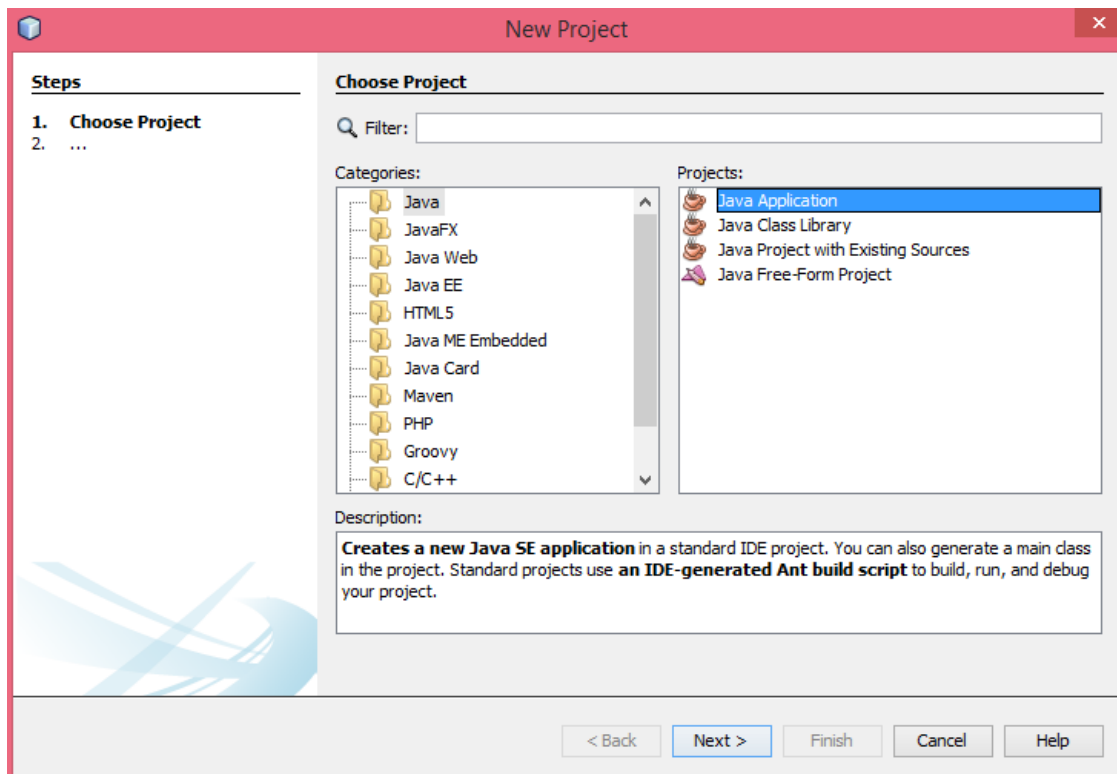 New Project
Steps
1. Choose Project
2. ...
Choose Project
Filter:
Categories:
Java
JavaFX
Java Web
Java EE
HTML5
Java ME Embedded
Java Card
Maven
PHP
Groovy
C/C++
Projects:
Java Application
Java Class Library
Java Project with Existing Sources
Java Free-Form Project
Description:
Creates a new Java SE application in a standard IDE project. You can also generate a main class
in the project. Standard projects use an IDE-generated Ant build script to build, run, and debug
your project.
< Back Next > Finish Cancel Help